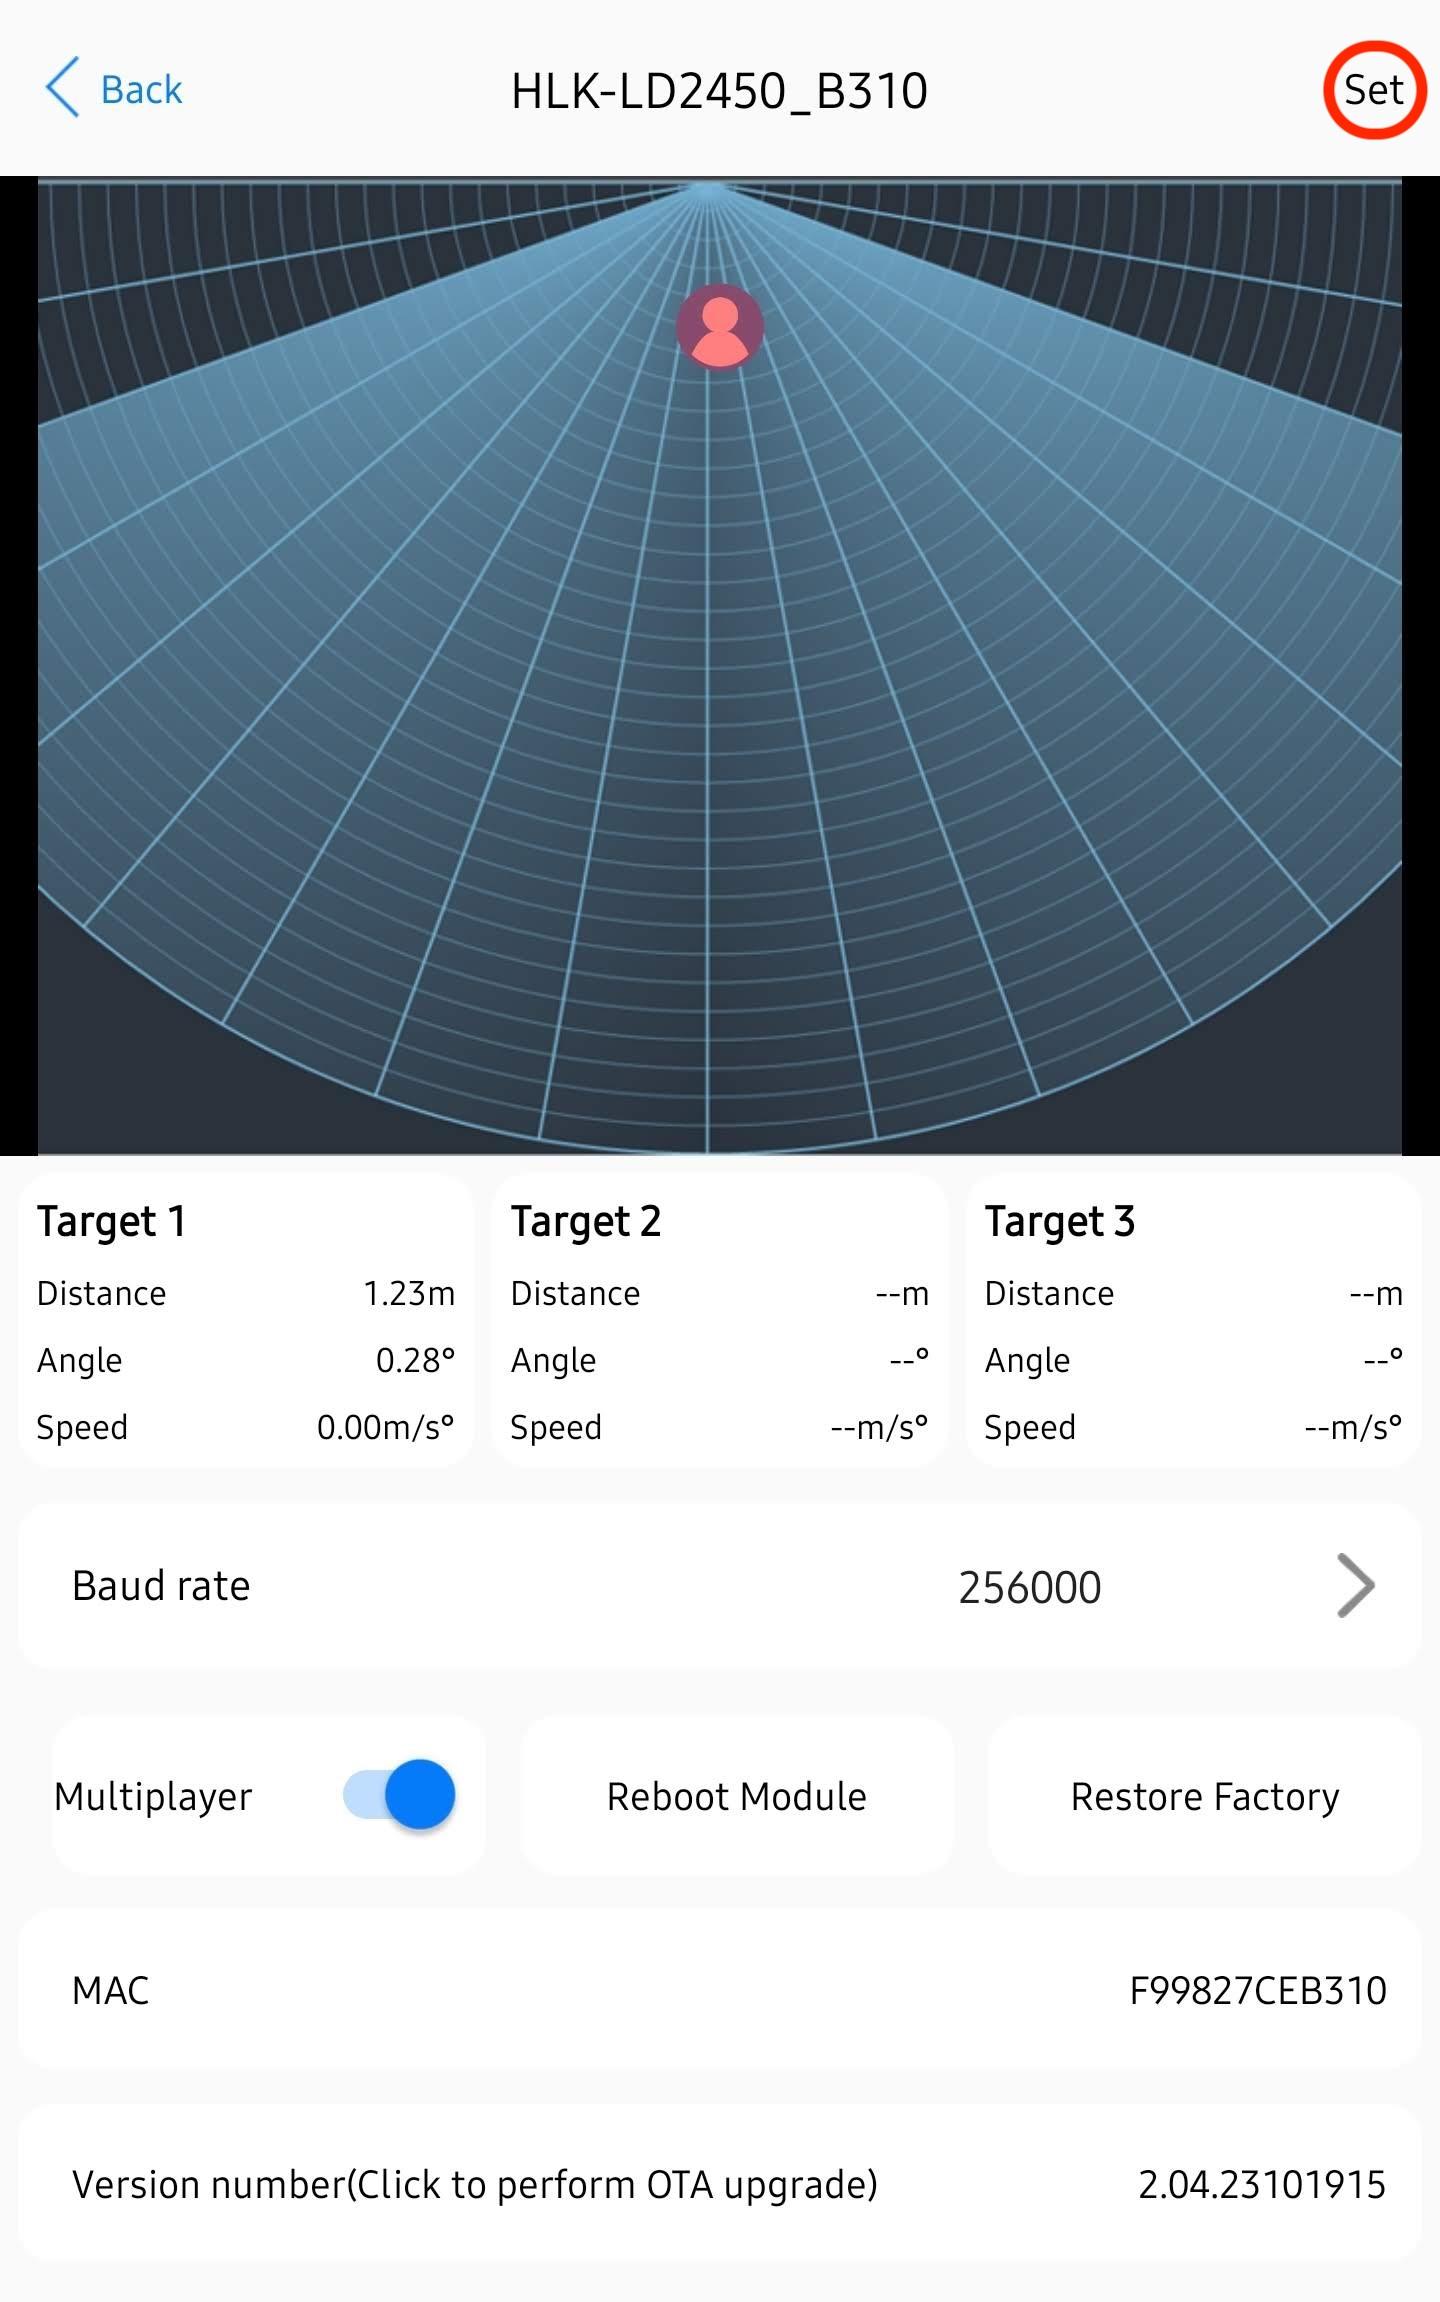 Back HLK-LD2450_B310 Set
Target 1
Distance 1.23m
Angle 0.28°
Speed 0.00m/s°
Target 2
Distance --m
Angle --°
Speed --m/s°
Target 3
Distance --m
Angle --°
Speed --m/s°
Baud rate 256000
Multiplayer
Reboot Module
Restore Factory
MAC F99827CEB310
Version number(Click to perform OTA upgrade) 2.04.23101915